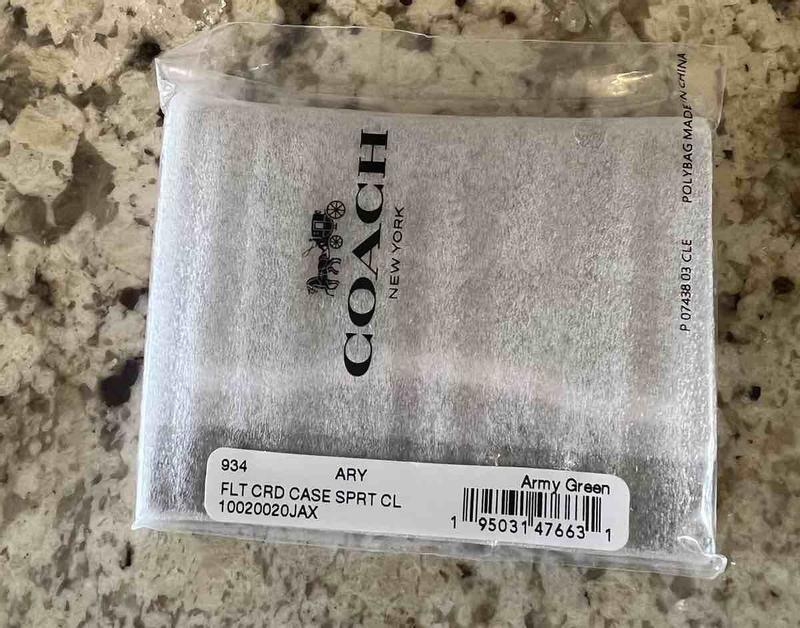 COACH
NEW YORK
P 07438 03 CLE POLYBAG MADE IN CHINA
934 ARY Army Green
FLT CRD CASE SPRT CL
10020020JAX
1 95031 47663 1